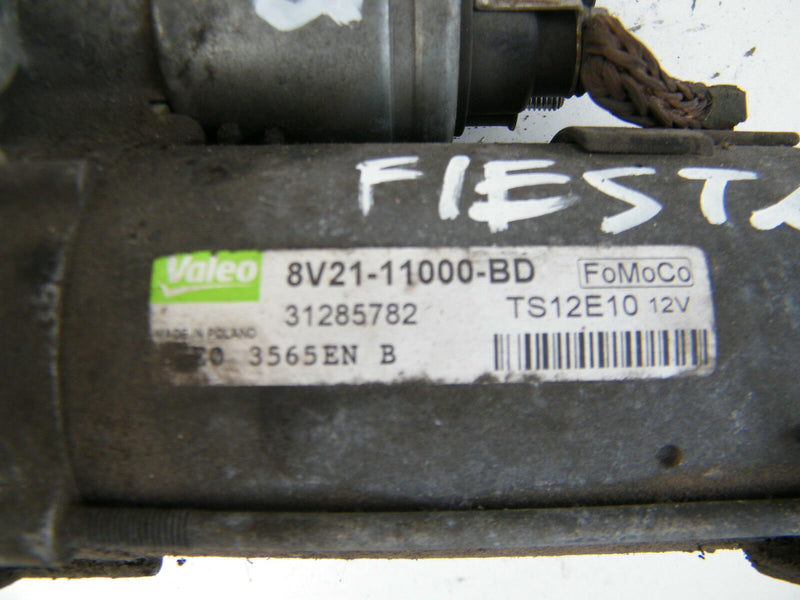 FIESTA
Valeo 8V21-11000-BD FoMoCo
31285782 TS12E10 12V
MADE IN POLAND
3565EN B